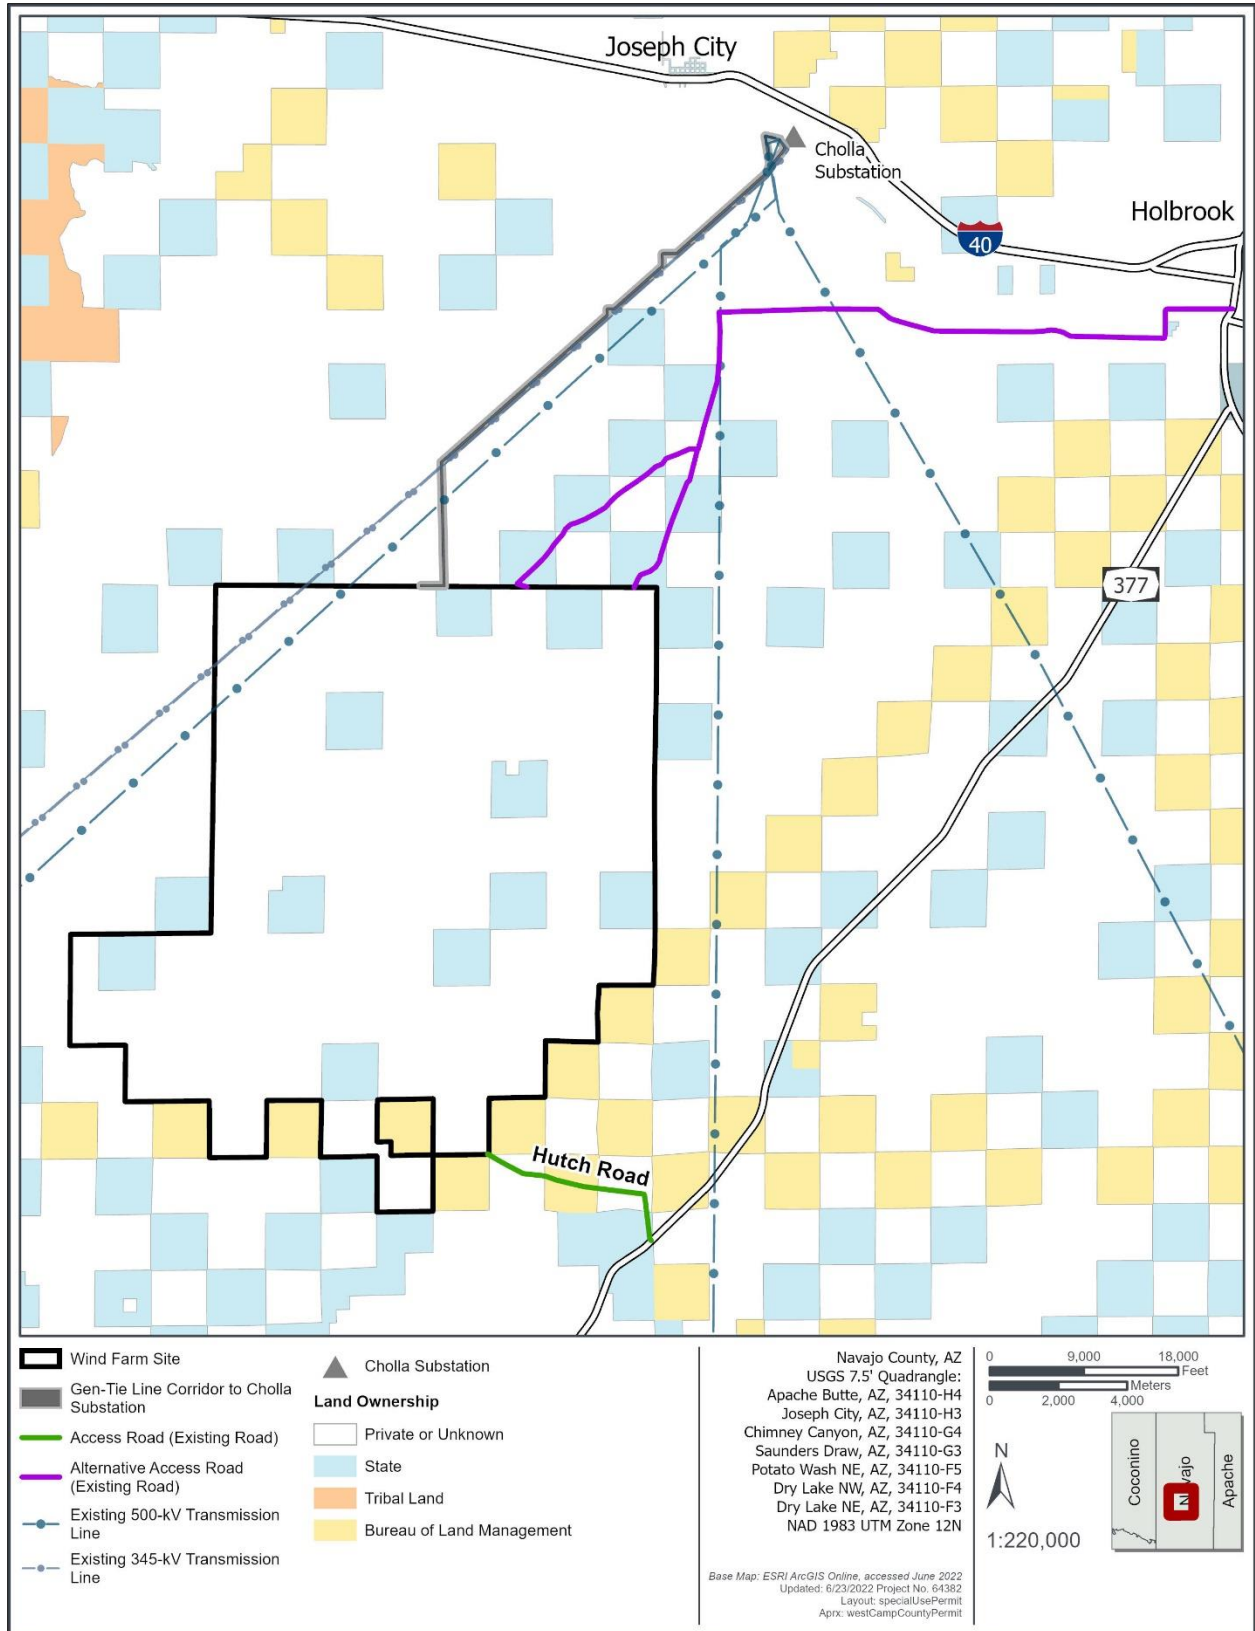 Joseph City
Cholla
Substation
Holbrook
40
377
Hutch Road
Wind Farm Site
Gen-Tie Line Corridor to Cholla
Substation
Access Road (Existing Road)
Alternative Access Road
(Existing Road)
Existing 500-kV Transmission
Line
Existing 345-kV Transmission
Line
Cholla Substation
Land Ownership
Private or Unknown
State
Tribal Land
Bureau of Land Management
Navajo County, AZ
USGS 7.5' Quadrangle:
Apache Butte, AZ, 34110-H4
Joseph City, AZ, 34110-H3
Chimney Canyon, AZ, 34110-G4
Saunders Draw, AZ, 34110-G3
Potato Wash NE, AZ, 34110-F5
Dry Lake NW, AZ, 34110-F4
Dry Lake NE, AZ, 34110-F3
NAD 1983 UTM Zone 12N
Base Map: ESRI ArcGIS Online, accessed June 2022
Updated: 6/23/2022 Project No. 64382
Layout: specialUsePermit
Aprx: westCampCountyPermit
0 9,000 18,000
Feet
Meters
0 2,000 4,000
N
1:220,000
Coconino
Navajo
Apache